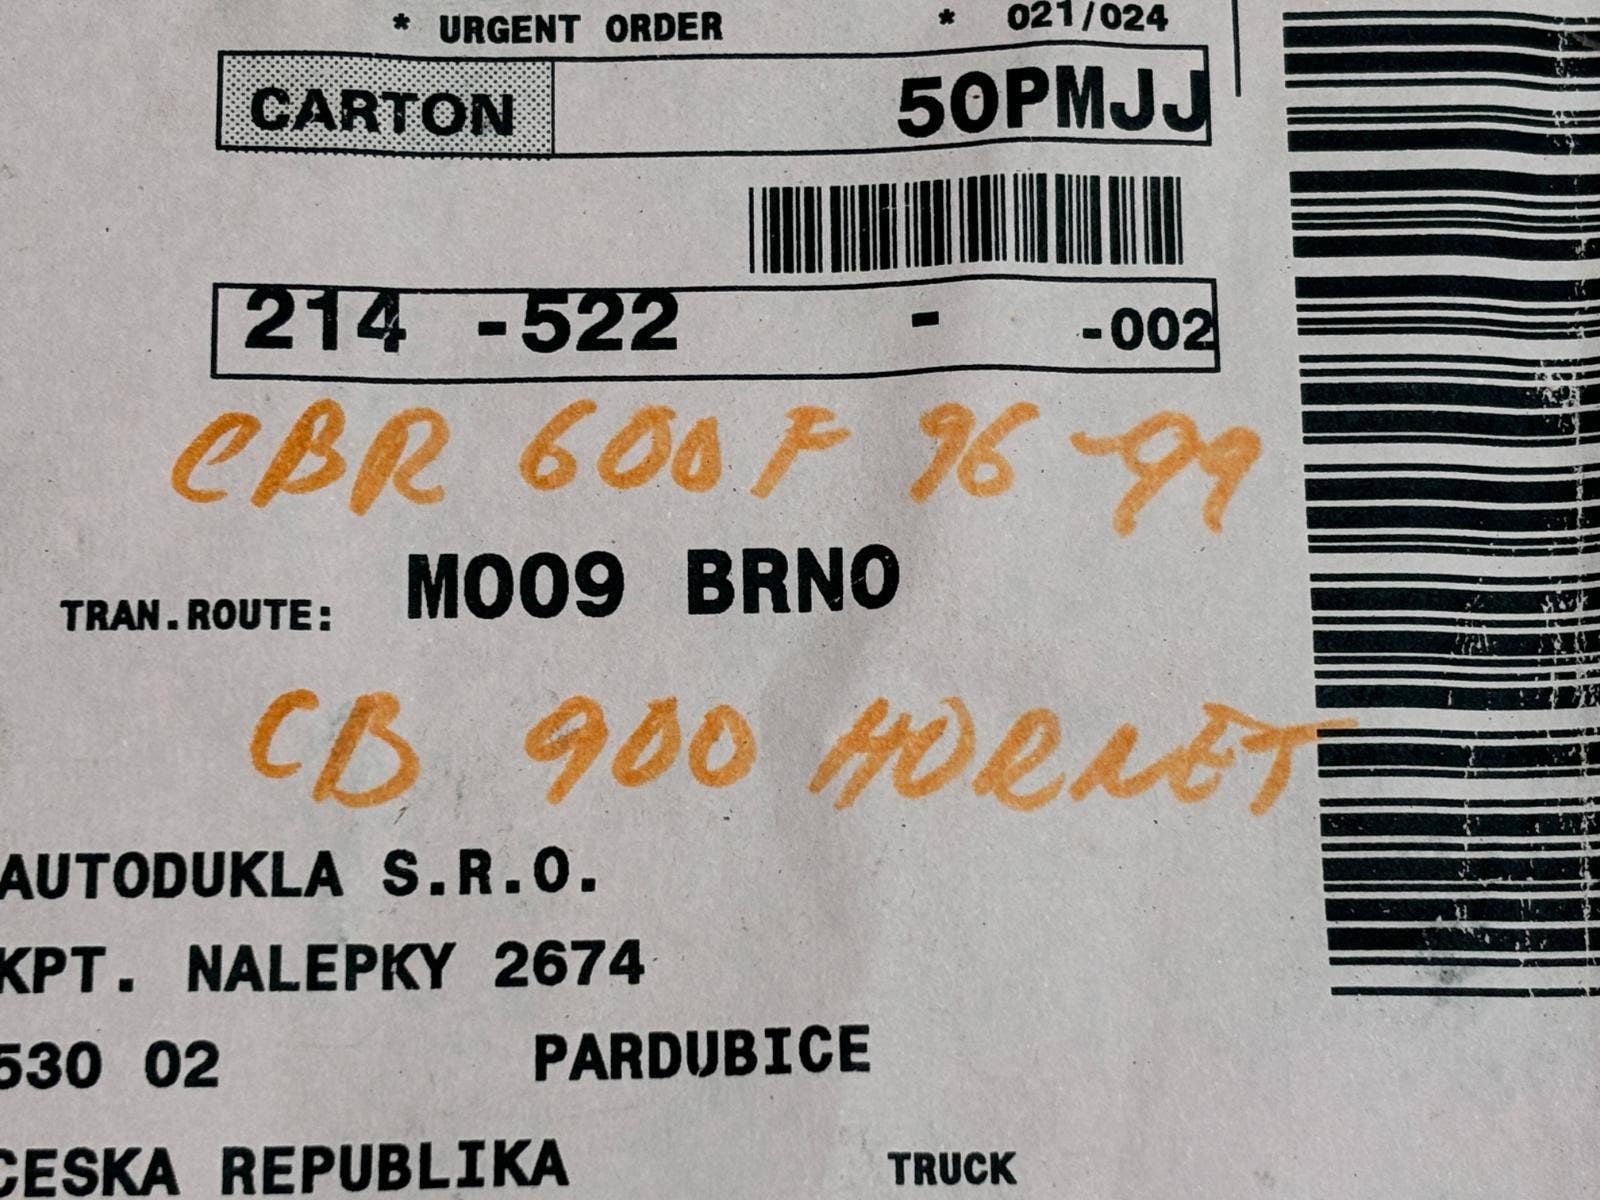 * URGENT ORDER * 021/024
CARTON 50PMJJ
214 -522 - -002
CBR 600 F 96-99
TRAN.ROUTE: M009 BRNO
CB 900 HORNET
AUTODUKLA S.R.O.
KPT. NALEPKY 2674
530 02 PARDUBICE
CESKA REPUBLIKA TRUCK